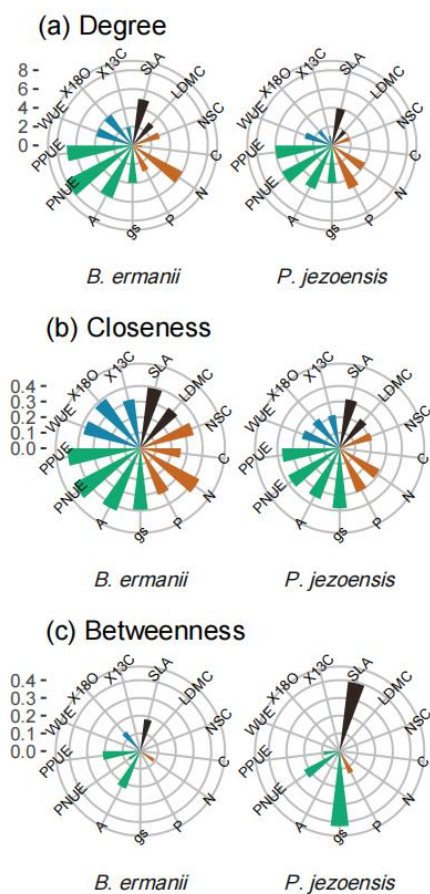 (a) Degree
8
6
4
2
0
SLA
LDMC
NSC
C
N
P
gs
A
PNUE
PPUE
WUE
X18O
X13C
SLA
LDMC
NSC
C
N
P
gs
A
PNUE
PPUE
WUE
X18O
X13C
B. ermanii
P. jezoensis
(b) Closeness
0.4
0.3
0.2
0.1
0.0
SLA
LDMC
NSC
C
N
P
gs
A
PNUE
PPUE
WUE
X18O
X13C
SLA
LDMC
NSC
C
N
P
gs
A
PNUE
PPUE
WUE
X18O
X13C
B. ermanii
P. jezoensis
(c) Betweenness
0.4
0.3
0.2
0.1
0.0
SLA
LDMC
NSC
C
N
P
gs
A
PNUE
PPUE
WUE
X18O
X13C
SLA
LDMC
NSC
C
N
P
gs
A
PNUE
PPUE
WUE
X18O
X13C
B. ermanii
P. jezoensis